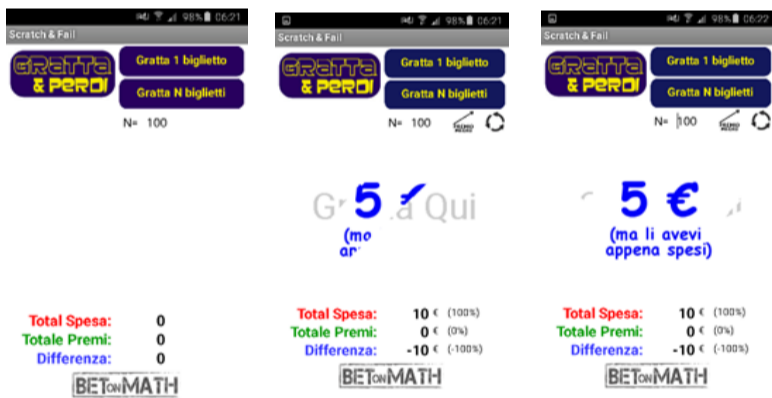 98% 06:21
Scratch & Fail
GRATTA
& PERDI
Gratta 1 biglietto
Gratta N biglietti
N= 100
Total Spesa: 0
Totale Premi: 0
Differenza: 0
BET ON MATH
98% 06:21
Scratch & Fail
GRATTA
& PERDI
Gratta 1 biglietto
Gratta N biglietti
N= 100
5
Qui
Total Spesa: 10 € (100%)
Totale Premi: 0 € (0%)
Differenza: -10 € (-100%)
BET ON MATH
98% 06:22
Scratch & Fail
GRATTA
& PERDI
Gratta 1 biglietto
Gratta N biglietti
N= 100
5 €
(ma li avevi
appena spesi)
Total Spesa: 10 € (100%)
Totale Premi: 0 € (0%)
Differenza: -10 € (-100%)
BET ON MATH